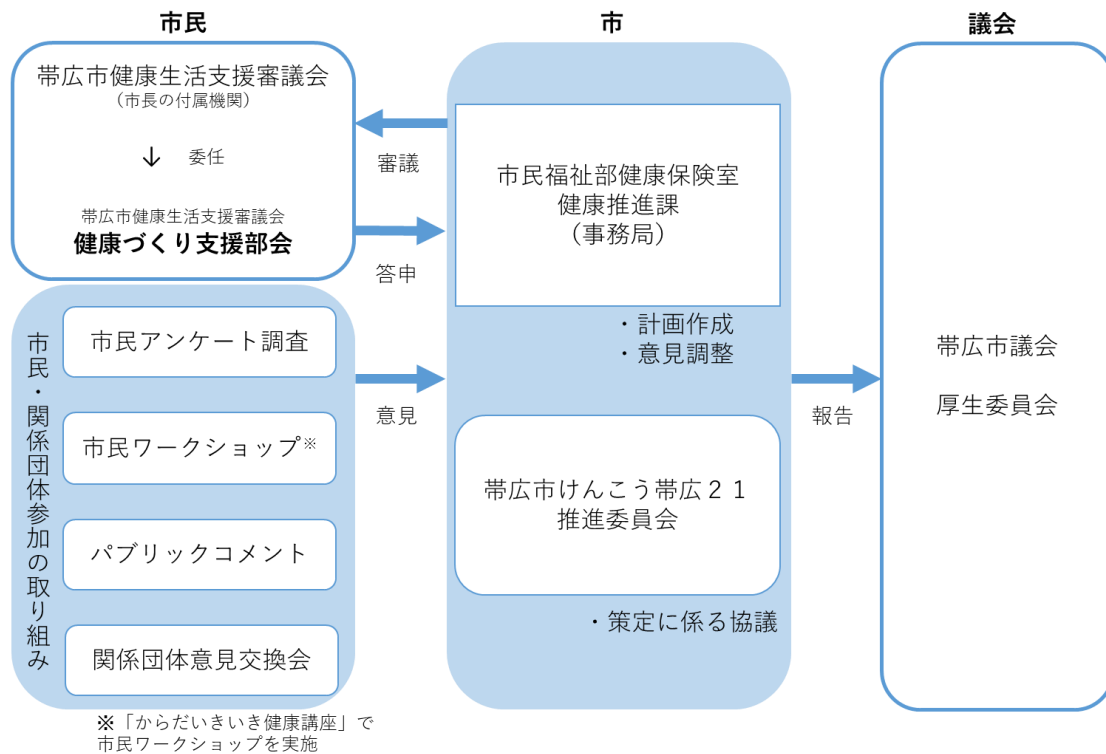 市民
帯広市健康生活支援審議会
(市長の付属機関)
↓ 委任
帯広市健康生活支援審議会
健康づくり支援部会
市民・関係団体参加の取り組み
市民アンケート調査
市民ワークショップ※
パブリックコメント
関係団体意見交換会
※「からだいきいき健康講座」で
市民ワークショップを実施
審議
答申
意見
市
市民福祉部健康保険室
健康推進課
(事務局)
・計画作成
・意見調整
帯広市けんこう帯広21
推進委員会
・策定に係る協議
報告
議会
帯広市議会
厚生委員会